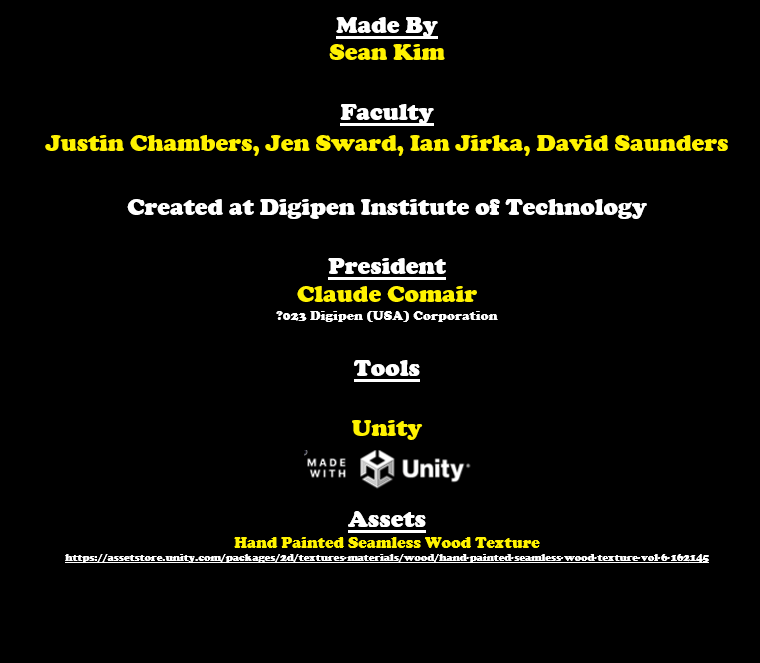 Made By
Sean Kim
Faculty
Justin Chambers, Jen Sward, Ian Jirka, David Saunders
Created at Digipen Institute of Technology
President
Claude Comair
?023 Digipen (USA) Corporation
Tools
Unity
MADE WITH Unity
Assets
Hand Painted Seamless Wood Texture
https://assetstore.unity.com/packages/2d/textures-materials/wood/hand-painted-seamless-wood-texture-vol-6-162145